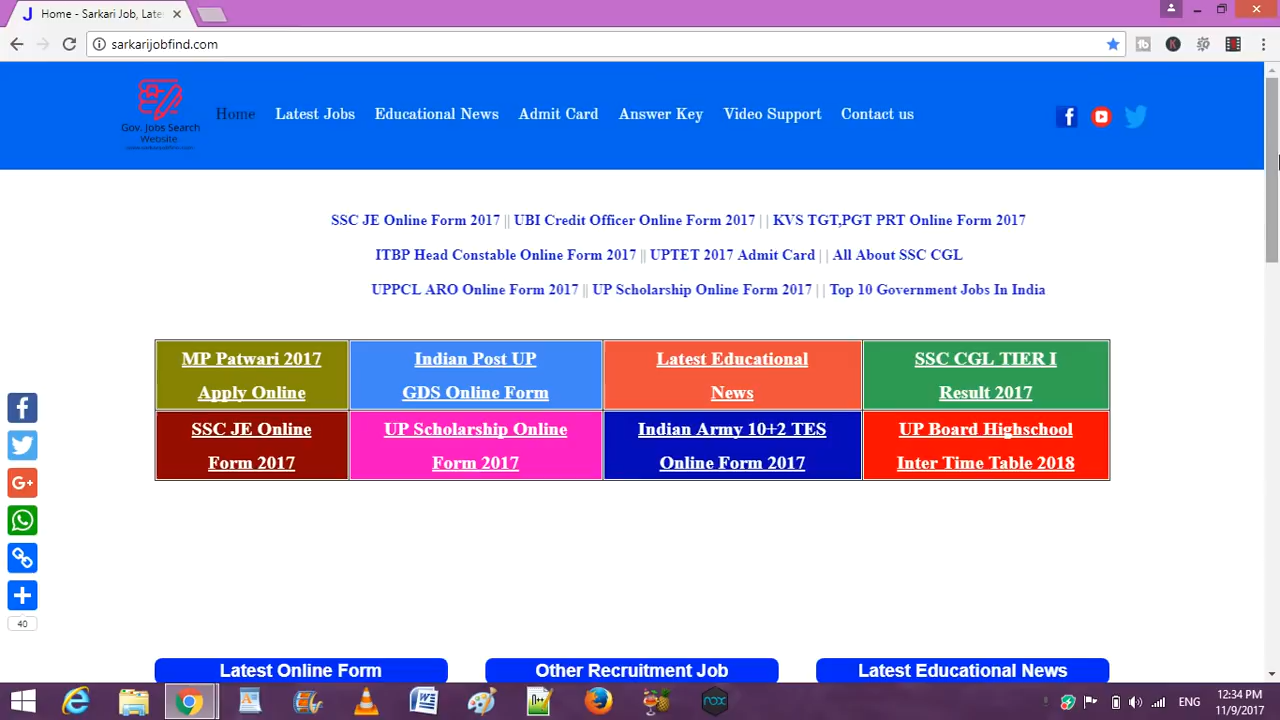 Home - Sarkari Job, Late
sarkarijobfind.com
Gov. Jobs Search
Website
www.sarkarijobfind.com
Home Latest Jobs Educational News Admit Card Answer Key Video Support Contact us
SSC JE Online Form 2017 || UBI Credit Officer Online Form 2017 || KVS TGT,PGT PRT Online Form 2017
ITBP Head Constable Online Form 2017 || UPTET 2017 Admit Card || All About SSC CGL
UPPCL ARO Online Form 2017 || UP Scholarship Online Form 2017 || Top 10 Government Jobs In India
MP Patwari 2017
Apply Online
Indian Post UP
GDS Online Form
Latest Educational
News
SSC CGL TIER I
Result 2017
SSC JE Online
Form 2017
UP Scholarship Online
Form 2017
Indian Army 10+2 TES
Online Form 2017
UP Board Highschool
Inter Time Table 2018
40
Latest Online Form
Other Recruitment Job
Latest Educational News
ENG
12:34 PM
11/9/2017